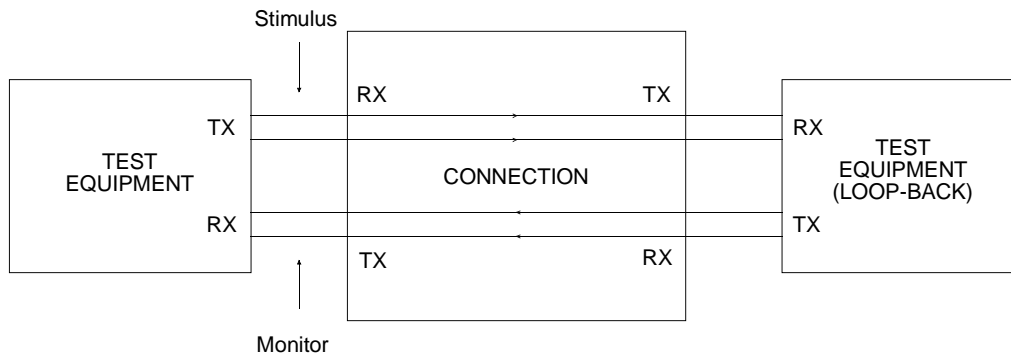 Stimulus
RX
TX
TX
RX
TEST
EQUIPMENT
CONNECTION
TEST
EQUIPMENT
(LOOP-BACK)
RX
TX
TX
RX
Monitor